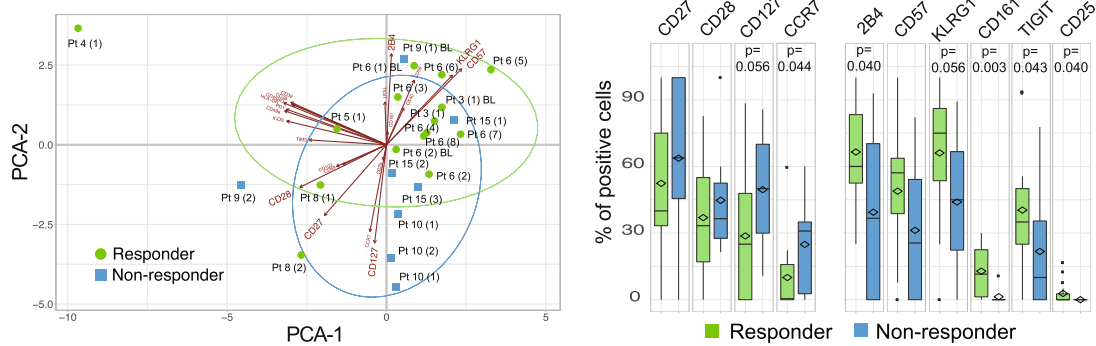 PCA-2
2.5
0.0
−2.5
−5.0
−10
−5
0
5
PCA-1
Pt 4 (1)
2B4
Pt 9 (1) BL
KLRG1
CD57
Pt 6 (5)
Pt 6 (1) BL
Pt 6 (6)
Pt 6 (3)
Pt 3 (1) BL
Pt 5 (1)
Pt 3 (1)
Pt 15 (1)
Pt 6 (4)
Pt 6 (7)
Pt 6 (8)
ICOS
TIM3
Pt 6 (2) BL
Pt 15 (2)
Pt 6 (2)
Pt 9 (2)
CD28
Pt 8 (1)
Pt 15 (3)
CD27
Pt 10 (1)
CD127
Pt 8 (2)
Pt 10 (2)
Pt 10 (1)
Responder
Non-responder
% of positive cells
90
60
30
0
CD27
CD28
CD127
CCR7
2B4
CD57
KLRG1
CD161
TIGIT
CD25
p=
0.056
p=
0.044
p=
0.040
p=
0.056
p=
0.003
p=
0.043
p=
0.040
Responder
Non-responder